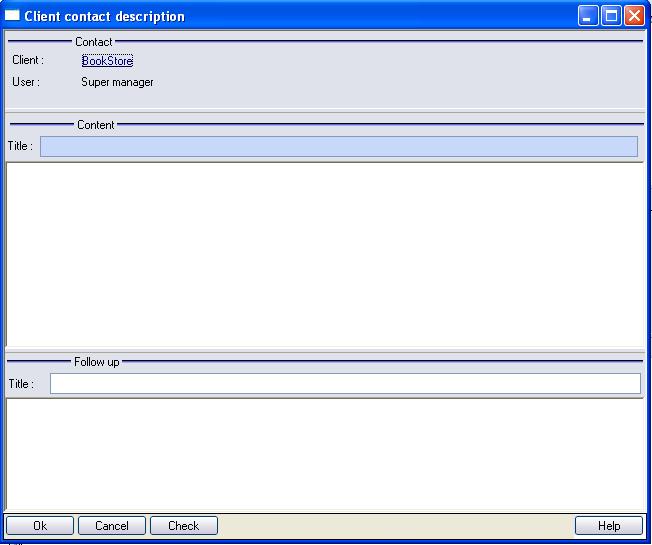 Client contact description
Contact
Client : BookStore
User : Super manager
Content
Title :
Follow up
Title :
Ok Cancel Check Help